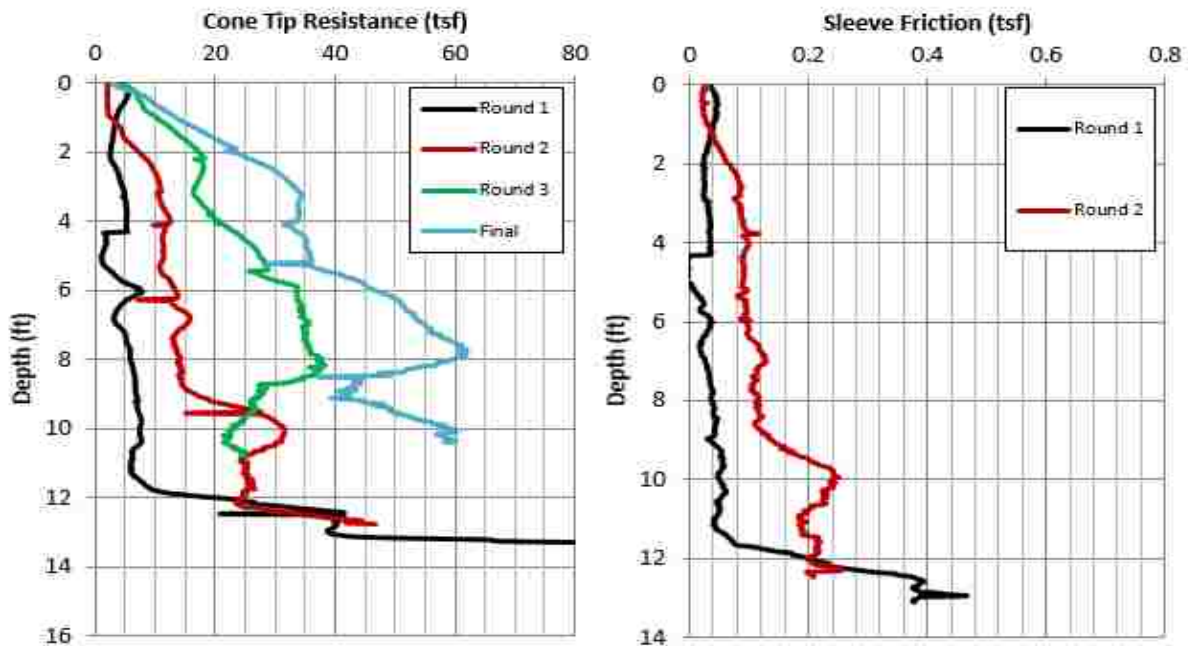 Cone Tip Resistance (tsf)
0 20 40 60 80
0
2
4
6
8
10
12
14
16
Depth (ft)
Round 1
Round 2
Round 3
Final
Sleeve Friction (tsf)
0 0.2 0.4 0.6 0.8
0
2
4
6
8
10
12
14
Depth (ft)
Round 1
Round 2